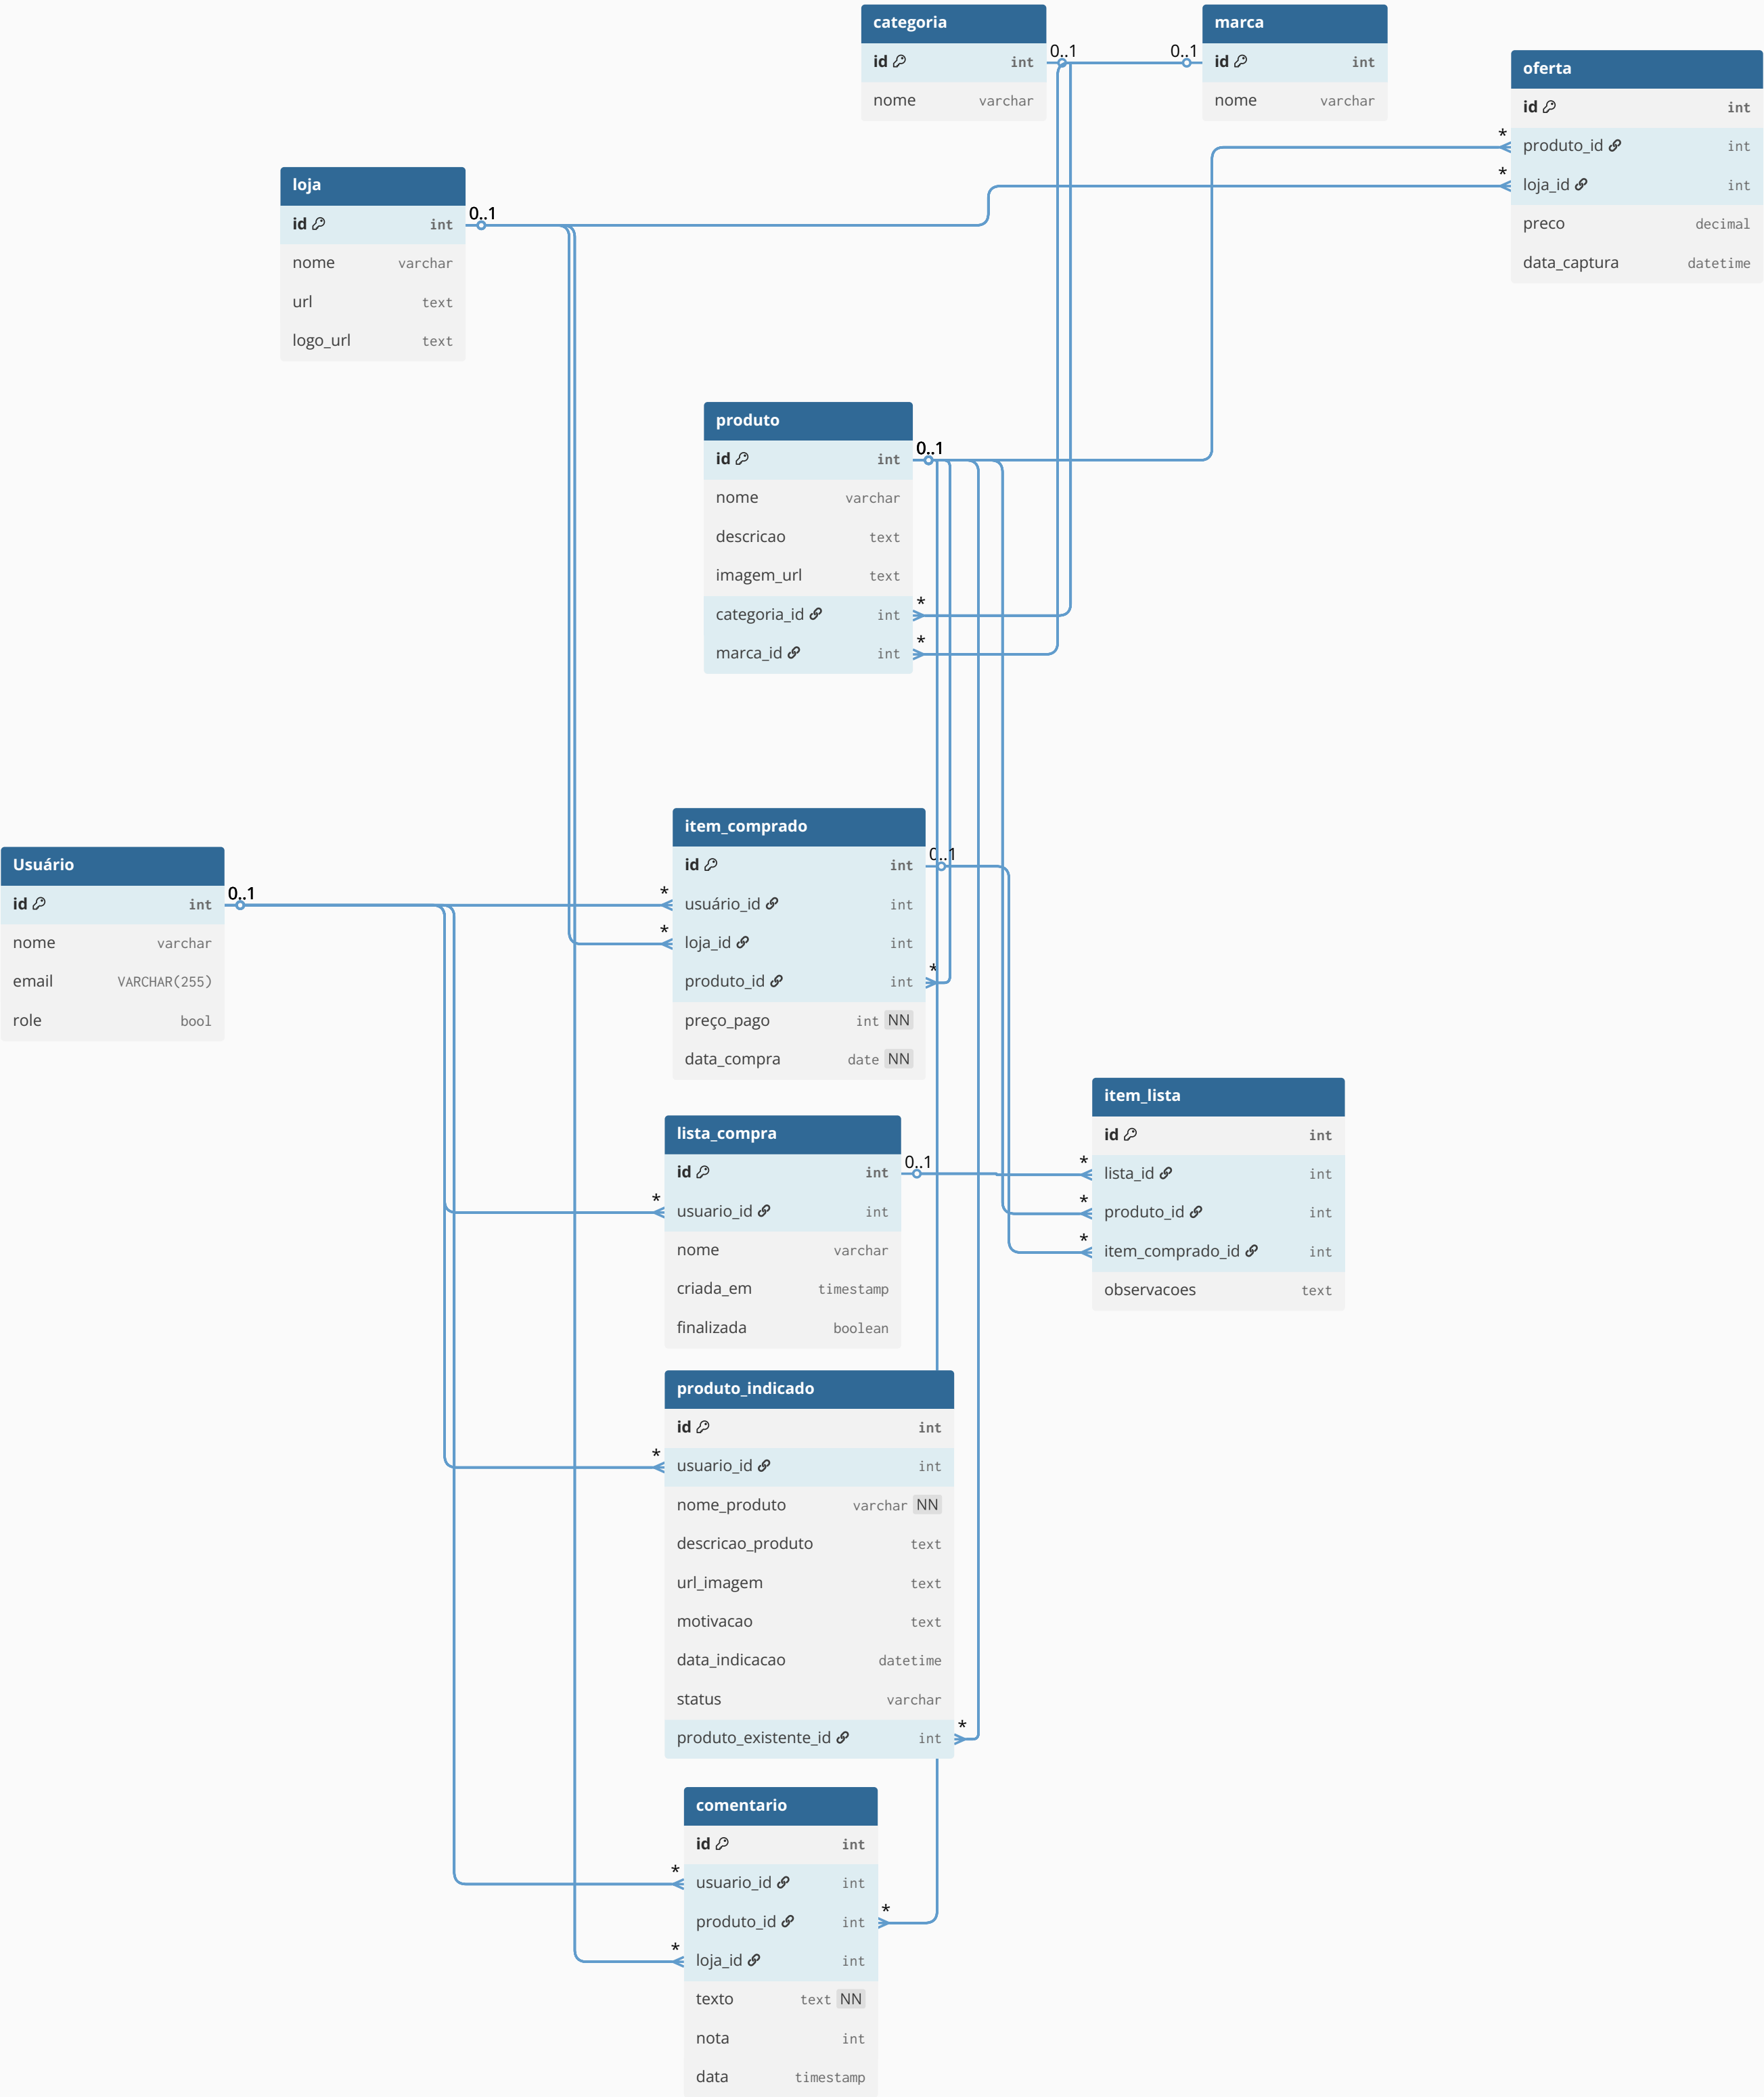 categoria
id int
nome varchar
0..1
0..1
marca
id int
nome varchar
oferta
id int
* produto_id int
* loja_id int
preco decimal
data_captura datetime
loja
id int
0..1
nome varchar
url text
logo_url text
produto
id int
0..1
nome varchar
descricao text
imagem_url text
categoria_id int *
marca_id int *
Usuário
id int
0..1
nome varchar
email VARCHAR(255)
role bool
item_comprado
id int
0..1
* usuário_id int
* loja_id int
produto_id int *
preço_pago int NN
data_compra date NN
lista_compra
id int
0..1
* usuario_id int
nome varchar
criada_em timestamp
finalizada boolean
item_lista
id int
* lista_id int
* produto_id int
* item_comprado_id int
observacoes text
produto_indicado
id int
* usuario_id int
nome_produto varchar NN
descricao_produto text
url_imagem text
motivacao text
data_indicacao datetime
status varchar
produto_existente_id int *
comentario
id int
* usuario_id int
produto_id int *
* loja_id int
texto text NN
nota int
data timestamp